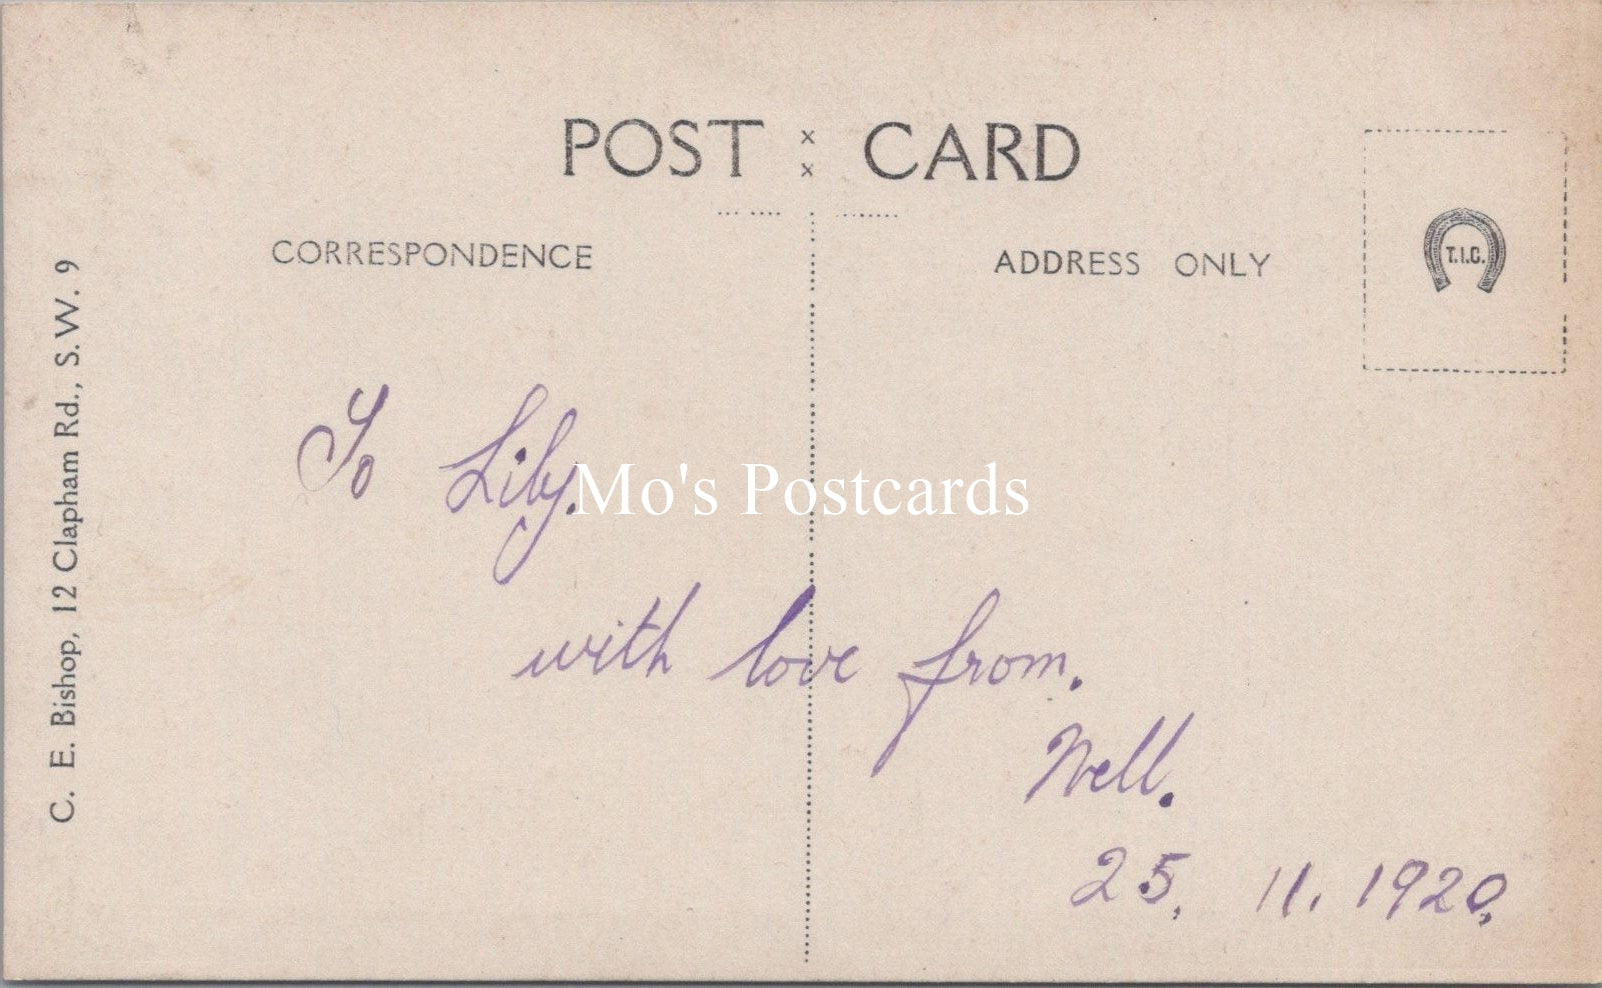 POST CARD
CORRESPONDENCE
ADDRESS ONLY
T.I.C.
C. E. Bishop, 12 Clapham Rd., S.W. 9
To Lily.
Mo's Postcards
with love from.
Nell.
25. 11. 1920.